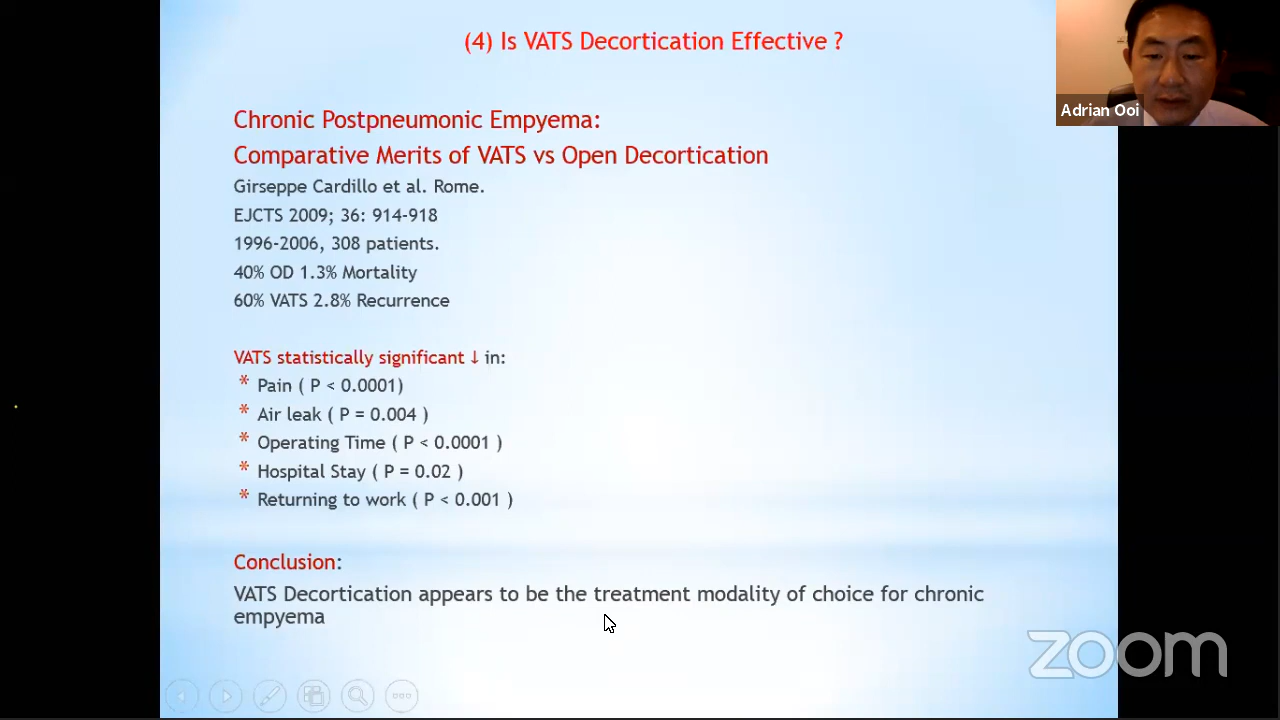 (4) Is VATS Decortication Effective ?
Adrian Ooi
Chronic Postpneumonic Empyema:
Comparative Merits of VATS vs Open Decortication
Girseppe Cardillo et al. Rome.
EJCTS 2009; 36: 914-918
1996-2006, 308 patients.
40% OD 1.3% Mortality
60% VATS 2.8% Recurrence
VATS statistically significant ↓ in:
* Pain ( P < 0.0001)
* Air leak ( P = 0.004 )
* Operating Time ( P < 0.0001 )
* Hospital Stay ( P = 0.02 )
* Returning to work ( P < 0.001 )
Conclusion:
VATS Decortication appears to be the treatment modality of choice for chronic
empyema
zoom